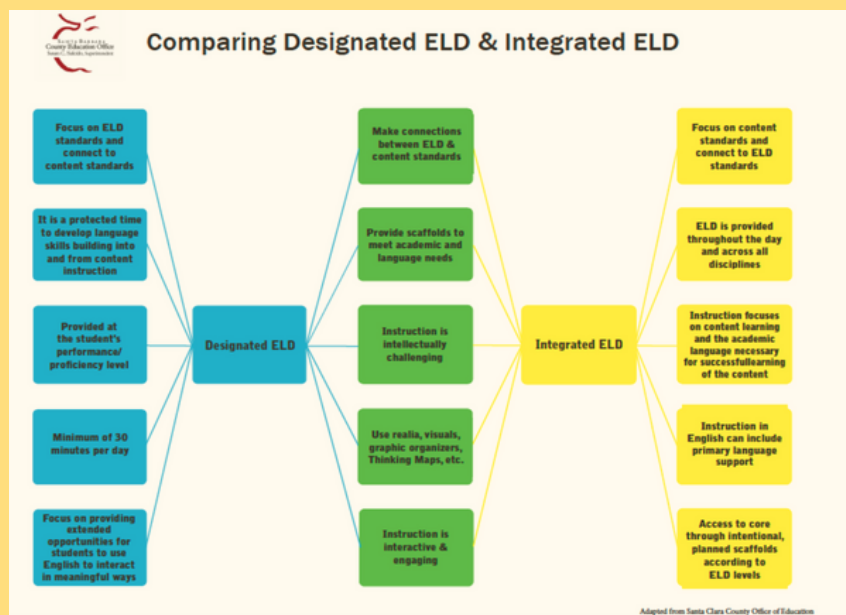 Santa Barbara
County Education Office
Comparing Designated ELD & Integrated ELD
Focus on ELD
standards and
connect to
content standards
It is a protected time
to develop language
skills building into
and from content
instruction
Provided at
the student's
performance/
proficiency level
Minimum of 30
minutes per day
Focus on providing
extended
opportunities for
students to use
English to interact
in meaningful ways
Designated ELD
Make connections
between ELD &
content standards
Provide scaffolds to
meet academic and
language needs
Instruction is
intellectually
challenging
Use realia, visuals,
graphic organizers,
Thinking Maps, etc.
Instruction is
interactive &
engaging
Integrated ELD
Focus on content
standards and
connect to ELD
standards
ELD is provided
throughout the day
and across all
disciplines
Instruction focuses
on content learning
and the academic
language necessary
for successfullearning
of the content
Instruction in
English can include
primary language
support
Access to core
through intentional,
planned scaffolds
according to
ELD levels
Adapted from Santa Clara County Office of Education